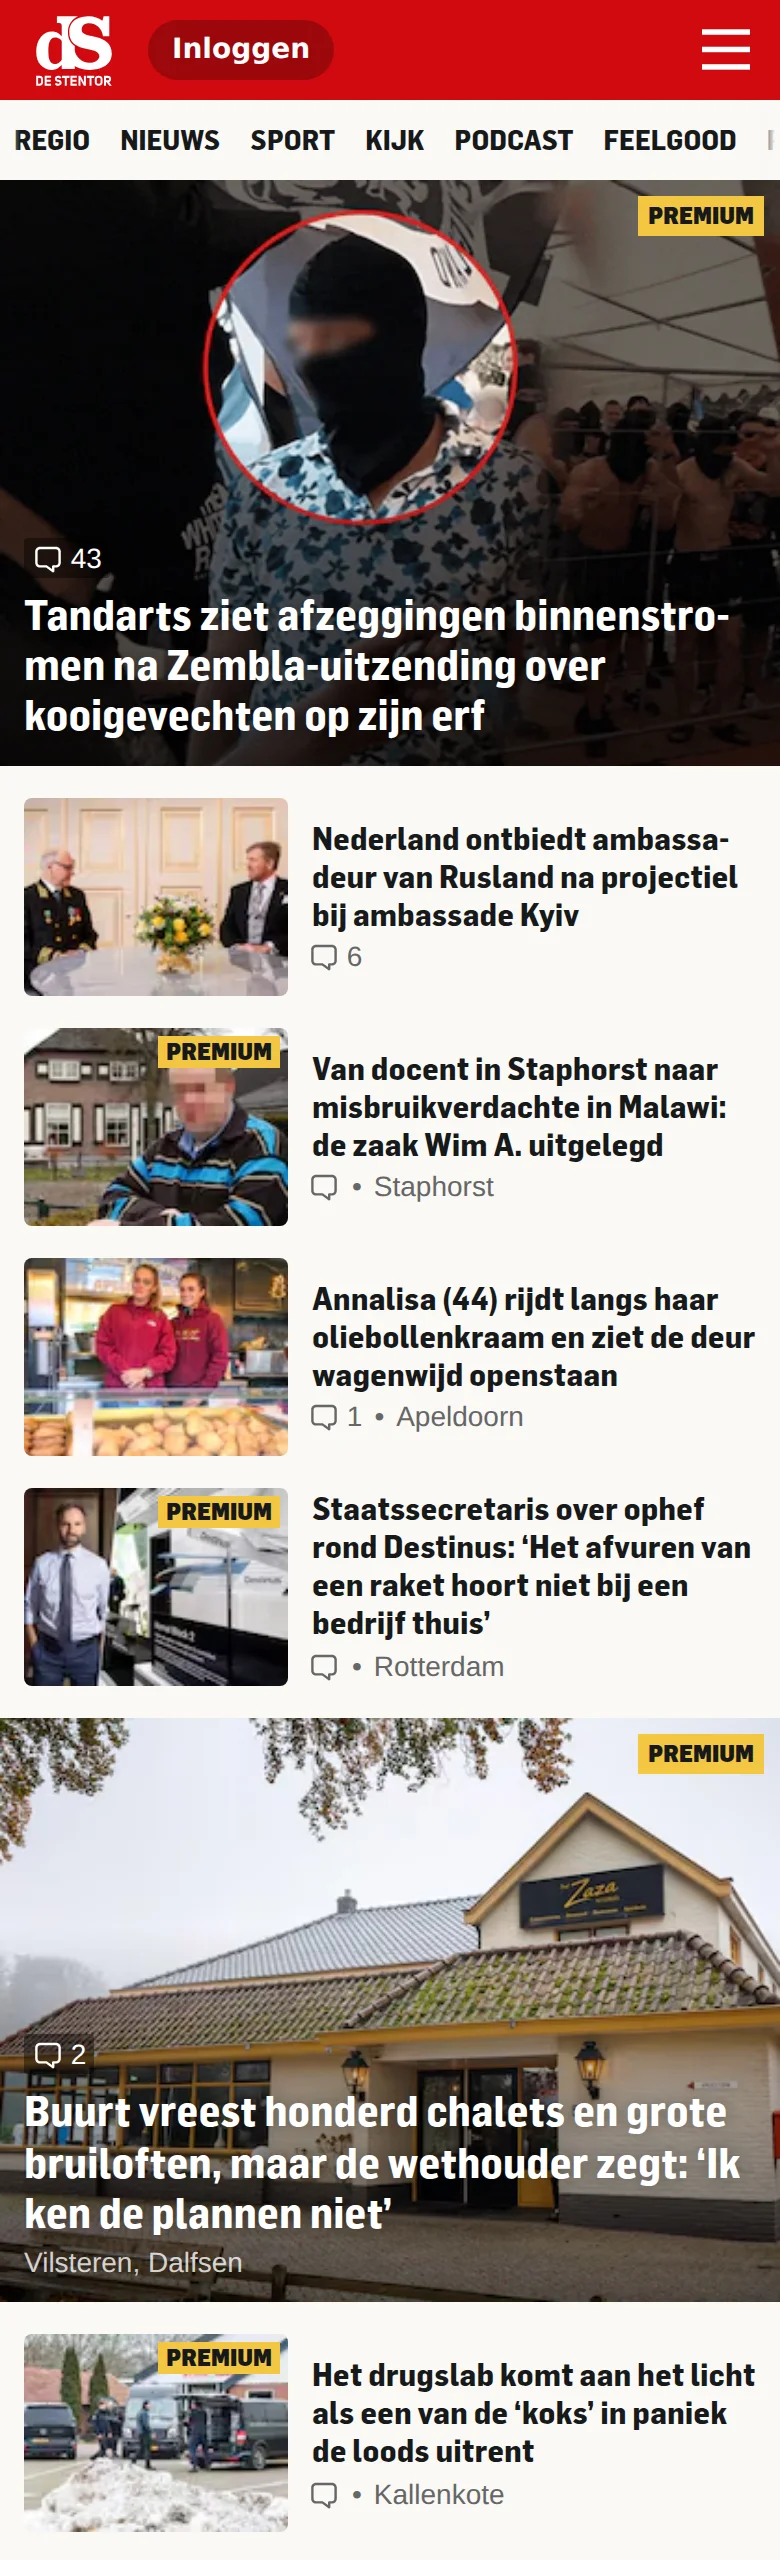 dS
DE STENTOR
Inloggen
REGIO NIEUWS SPORT KIJK PODCAST FEELGOOD
PREMIUM
43
Tandarts ziet afzeggingen binnenstro-
men na Zembla-uitzending over
kooigevechten op zijn erf
Nederland ontbiedt ambassa-
deur van Rusland na projectiel
bij ambassade Kyiv
6
PREMIUM
Van docent in Staphorst naar
misbruikverdachte in Malawi:
de zaak Wim A. uitgelegd
• Staphorst
Annalisa (44) rijdt langs haar
oliebollenkraam en ziet de deur
wagenwijd openstaan
1 • Apeldoorn
PREMIUM
Destinus
Staatssecretaris over ophef
rond Destinus: ‘Het afvuren van
een raket hoort niet bij een
bedrijf thuis’
• Rotterdam
PREMIUM
Zaza
2
Buurt vreest honderd chalets en grote
bruiloften, maar de wethouder zegt: ‘Ik
ken de plannen niet’
Vilsteren, Dalfsen
PREMIUM
Het drugslab komt aan het licht
als een van de ‘koks’ in paniek
de loods uitrent
• Kallenkote